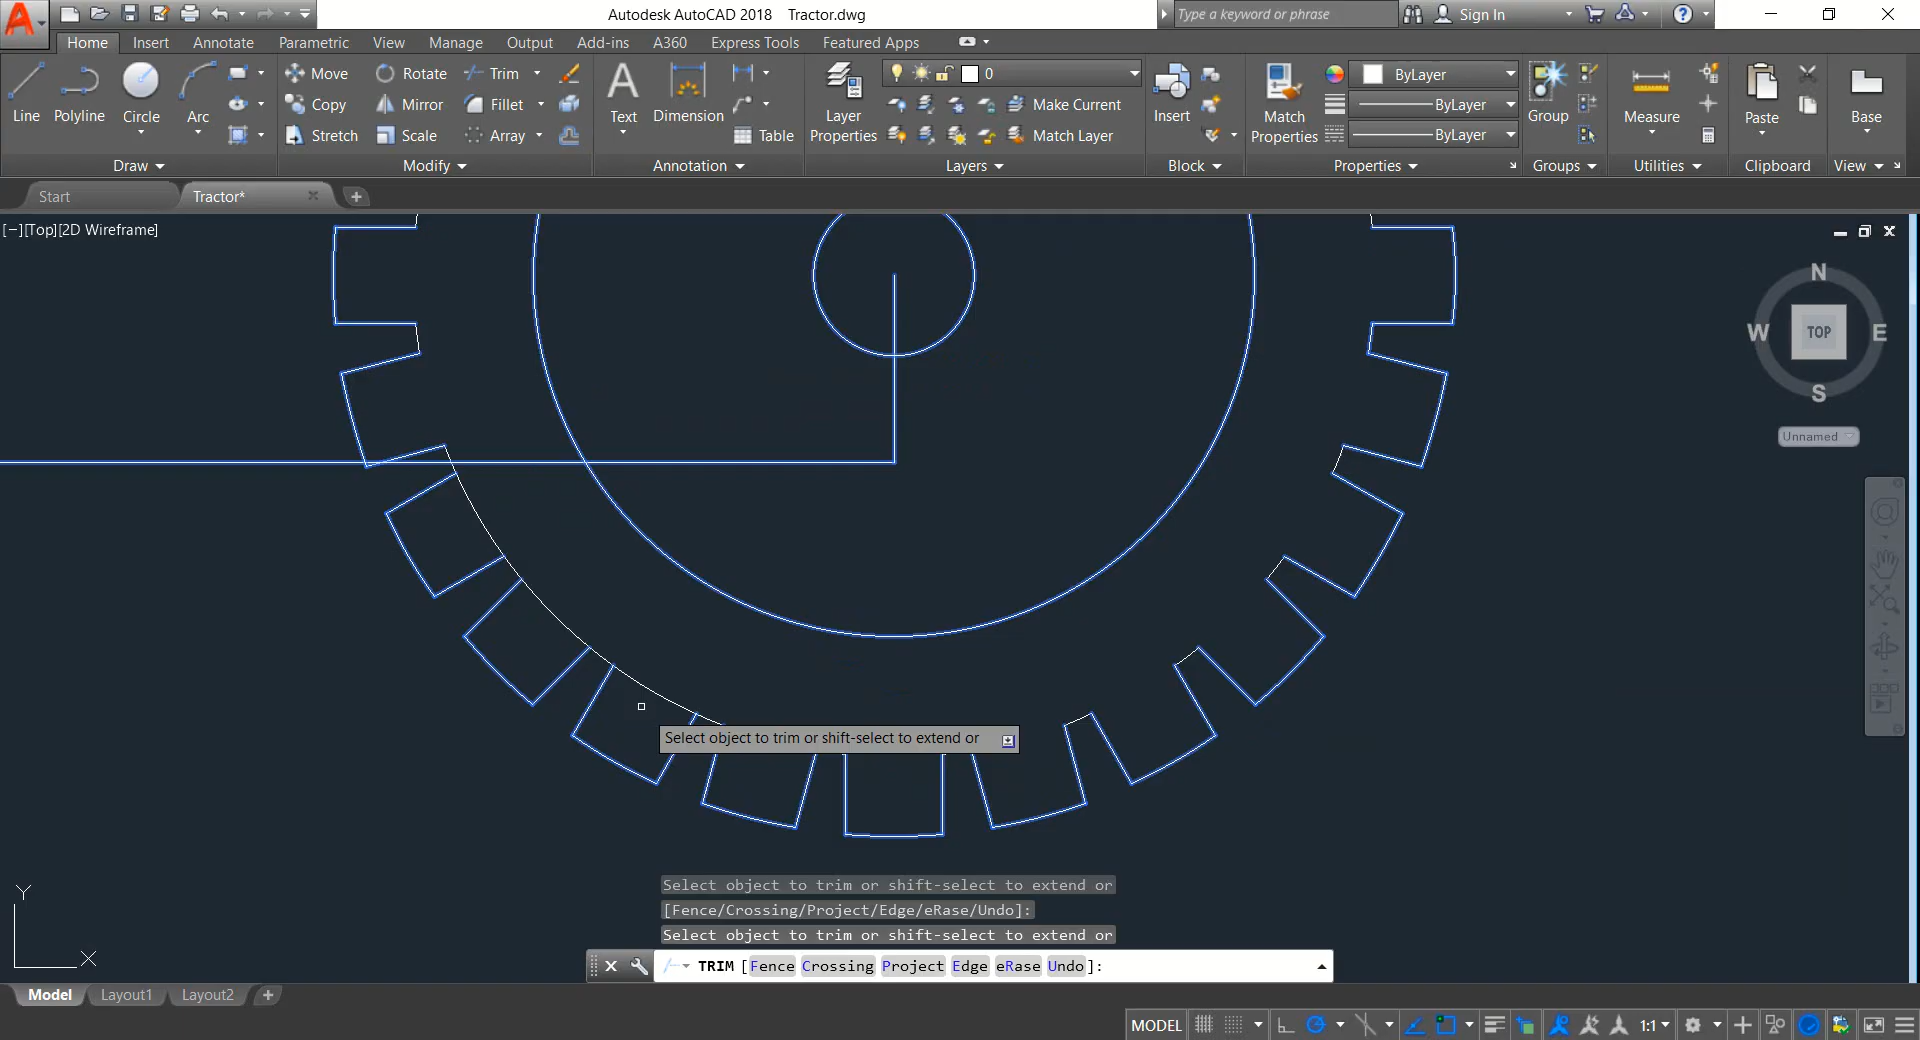 Autodesk AutoCAD 2018 Tractor.dwg
Type a keyword or phrase
Sign In
Home Insert Annotate Parametric View Manage Output Add-ins A360 Express Tools Featured Apps
Line Polyline Circle Arc
Move Rotate Trim
Copy Mirror Fillet
Stretch Scale Array
Text Dimension Table
Layer Properties
0
Make Current
Match Layer
Insert
Match Properties
ByLayer
ByLayer
ByLayer
Group
Measure
Paste
Base
Draw Modify Annotation Layers Block Properties Groups Utilities Clipboard View
Start Tractor*
[−][Top][2D Wireframe]
N
W TOP E
S
Unnamed
Select object to trim or shift-select to extend or
Select object to trim or shift-select to extend or
[Fence/Crossing/Project/Edge/eRase/Undo]:
Select object to trim or shift-select to extend or
TRIM [Fence Crossing Project Edge eRase Undo]:
Y
X
Model Layout1 Layout2
MODEL 1:1